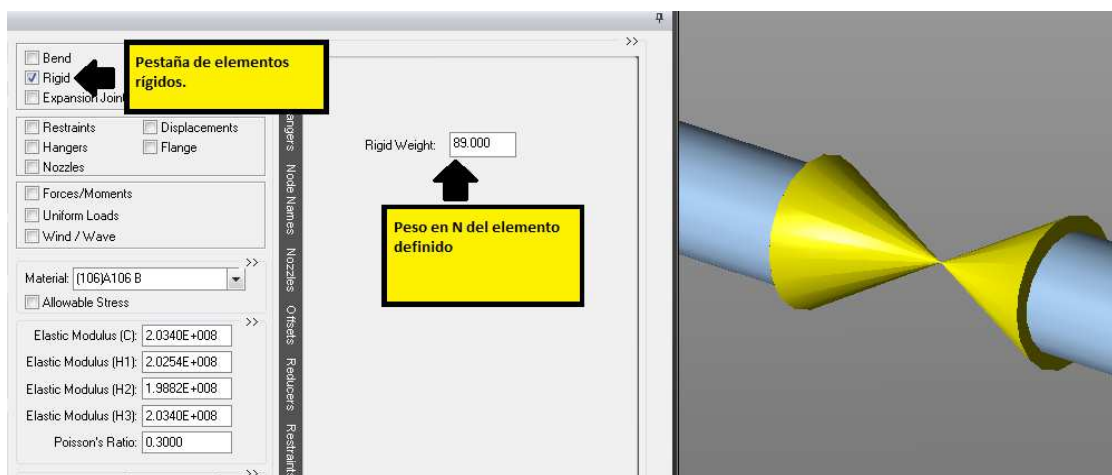 >>
Bend
Rigid
Expansion Joint
Pestaña de elementos
rígidos.
Restraints
Displacements
Hangers
Flange
Nozzles
Forces/Moments
Uniform Loads
Wind / Wave
>>
Material: (106)A106 B
Allowable Stress
>>
Elastic Modulus (C): 2.0340E+008
Elastic Modulus (H1): 2.0254E+008
Elastic Modulus (H2): 1.9882E+008
Elastic Modulus (H3): 2.0340E+008
Poisson's Ratio: 0.3000
>>
angers
Node Names
Nozzles
Offsets
Reducers
Restraints
Rigid Weight: 89.000
Peso en N del elemento
definido